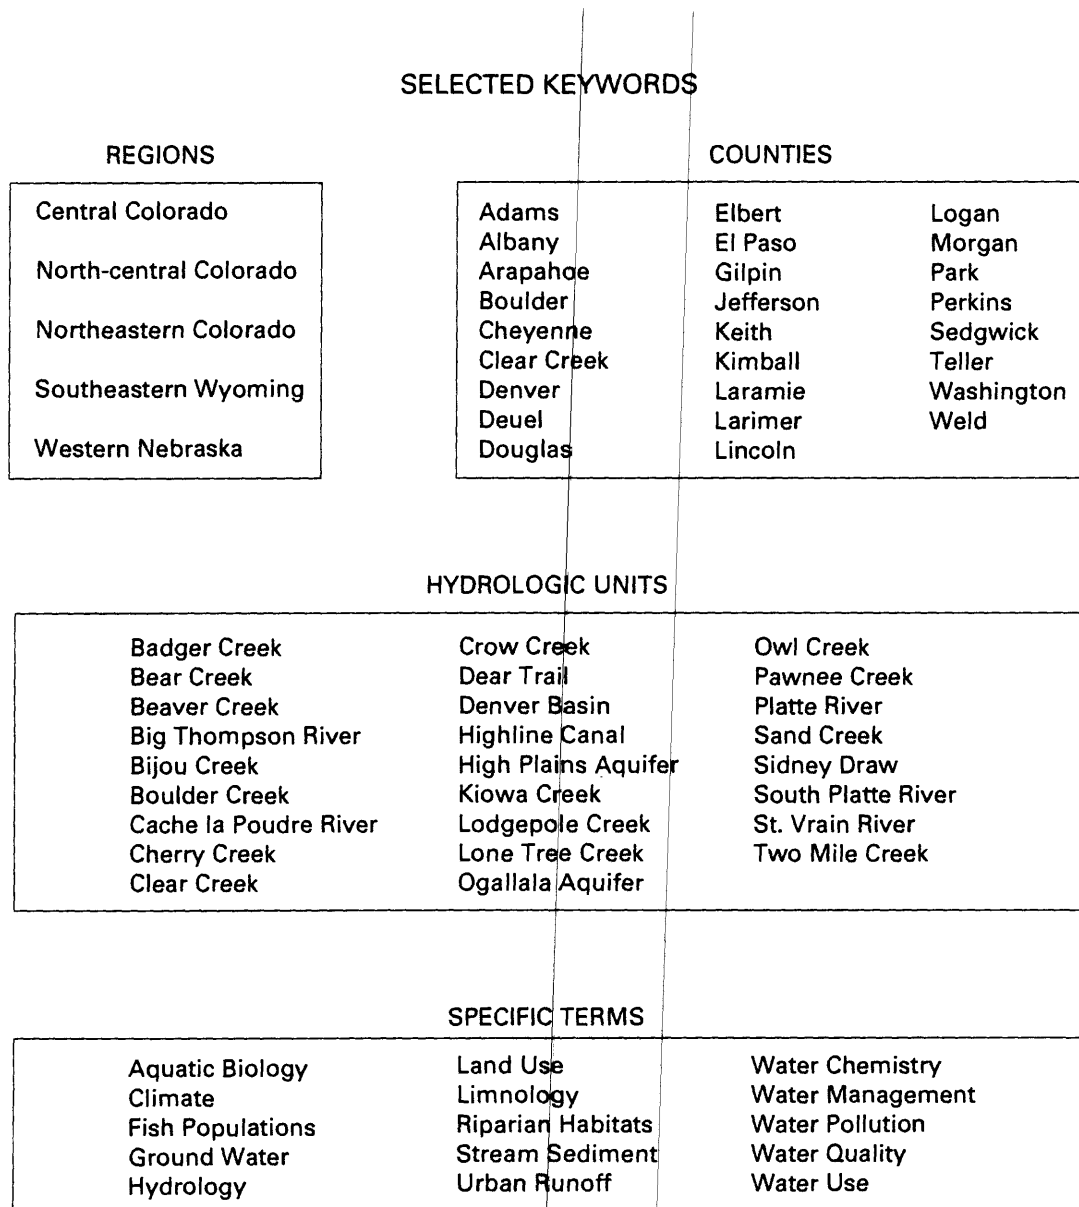 SELECTED KEYWORDS
REGIONS
Central Colorado
North-central Colorado
Northeastern Colorado
Southeastern Wyoming
Western Nebraska
COUNTIES
Adams Elbert Logan
Albany El Paso Morgan
Arapahoe Gilpin Park
Boulder Jefferson Perkins
Cheyenne Keith Sedgwick
Clear Creek Kimball Teller
Denver Laramie Washington
Deuel Larimer Weld
Douglas Lincoln
HYDROLOGIC UNITS
Badger Creek Crow Creek Owl Creek
Bear Creek Dear Trail Pawnee Creek
Beaver Creek Denver Basin Platte River
Big Thompson River Highline Canal Sand Creek
Bijou Creek High Plains Aquifer Sidney Draw
Boulder Creek Kiowa Creek South Platte River
Cache la Poudre River Lodgepole Creek St. Vrain River
Cherry Creek Lone Tree Creek Two Mile Creek
Clear Creek Ogallala Aquifer
SPECIFIC TERMS
Aquatic Biology Land Use Water Chemistry
Climate Limnology Water Management
Fish Populations Riparian Habitats Water Pollution
Ground Water Stream Sediment Water Quality
Hydrology Urban Runoff Water Use